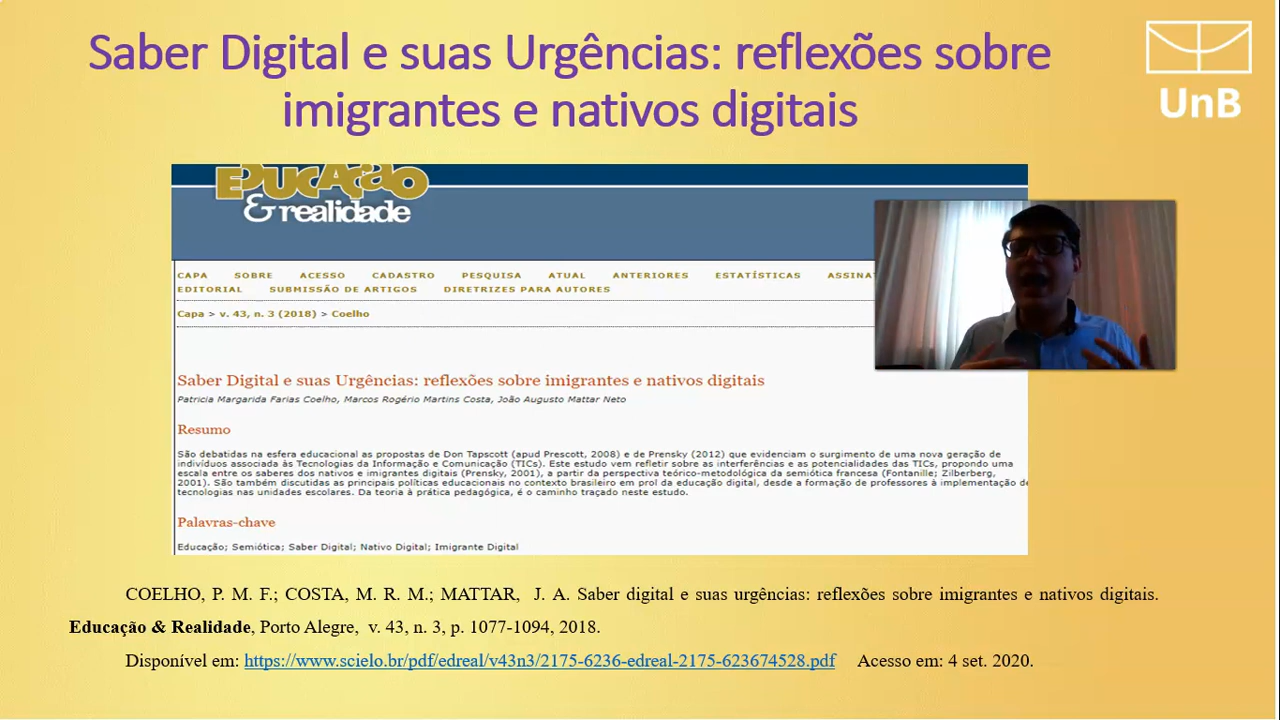 Saber Digital e suas Urgências: reflexões sobre
imigrantes e nativos digitais
UnB
Educação
& realidade
CAPA SOBRE ACESSO CADASTRO PESQUISA ATUAL ANTERIORES ESTATÍSTICAS ASSINAT
EDITORIAL SUBMISSÃO DE ARTIGOS DIRETRIZES PARA AUTORES
Capa > v. 43, n. 3 (2018) > Coelho
Saber Digital e suas Urgências: reflexões sobre imigrantes e nativos digitais
Patricia Margarida Farias Coelho, Marcos Rogério Martins Costa, João Augusto Mattar Neto
Resumo
São debatidas na esfera educacional as propostas de Don Tapscott (apud Prescott, 2008) e de Prensky (2012) que evidenciam o surgimento de uma nova geração de
indivíduos associada às Tecnologias da Informação e Comunicação (TICs). Este estudo vem refletir sobre as interferências e as potencialidades das TICs, propondo uma
escala entre os saberes dos nativos e imigrantes digitais (Prensky, 2001), a partir da perspectiva teórico-metodológica da semiótica francesa (Fontanille; Zilberberg,
2001). São também discutidas as principais políticas educacionais no contexto brasileiro em prol da educação digital, desde a formação de professores à implementação de
tecnologias nas unidades escolares. Da teoria à prática pedagógica, é o caminho traçado neste estudo.
Palavras-chave
Educação; Semiótica; Saber Digital; Nativo Digital; Imigrante Digital
COELHO, P. M. F.; COSTA, M. R. M.; MATTAR, J. A. Saber digital e suas urgências: reflexões sobre imigrantes e nativos digitais.
Educação & Realidade, Porto Alegre, v. 43, n. 3, p. 1077-1094, 2018.
Disponível em: https://www.scielo.br/pdf/edreal/v43n3/2175-6236-edreal-2175-623674528.pdf Acesso em: 4 set. 2020.